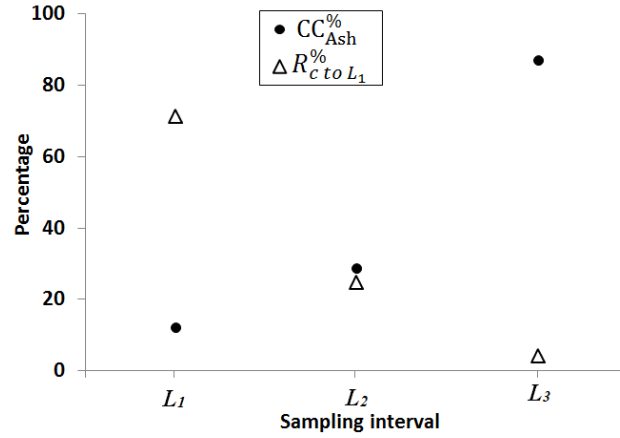 100
80
60
40
20
0
Percentage
CC%Ash
R%c to L1
L1
L2
L3
Sampling interval